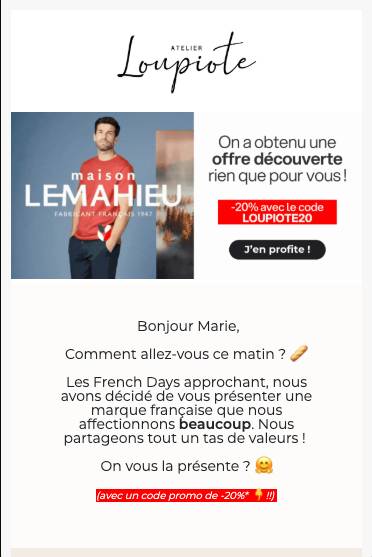 ATELIER
Loupiote
maison
LEMAHIEU
FABRICANT FRANÇAIS 1947
On a obtenu une
offre découverte
rien que pour vous !
-20% avec le code
LOUPIOTE20
J'en profite !
Bonjour Marie,
Comment allez-vous ce matin ? 🥖
Les French Days approchant, nous
avons décidé de vous présenter une
marque française que nous
affectionnons beaucoup. Nous
partageons tout un tas de valeurs !
On vous la présente ? 🤗
(avec un code promo de -20%* 👇 !!)